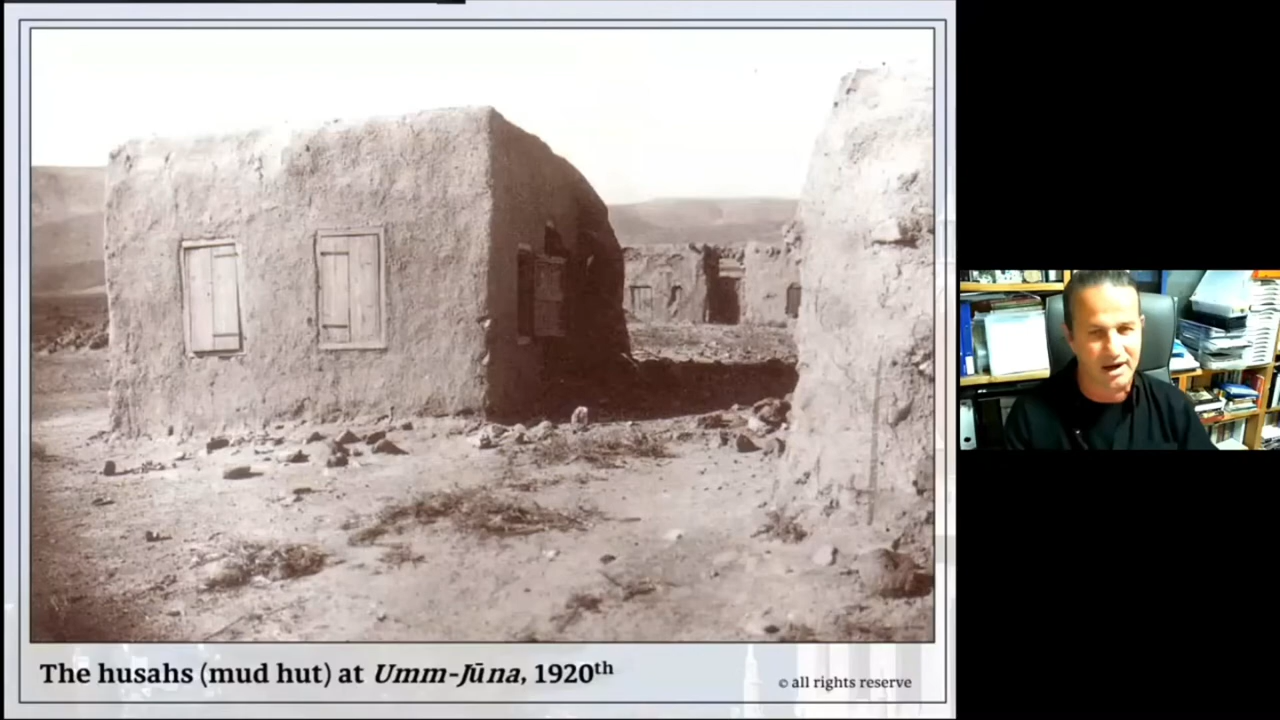 The husahs (mud hut) at Umm-Jūna, 1920th
© all rights reserve